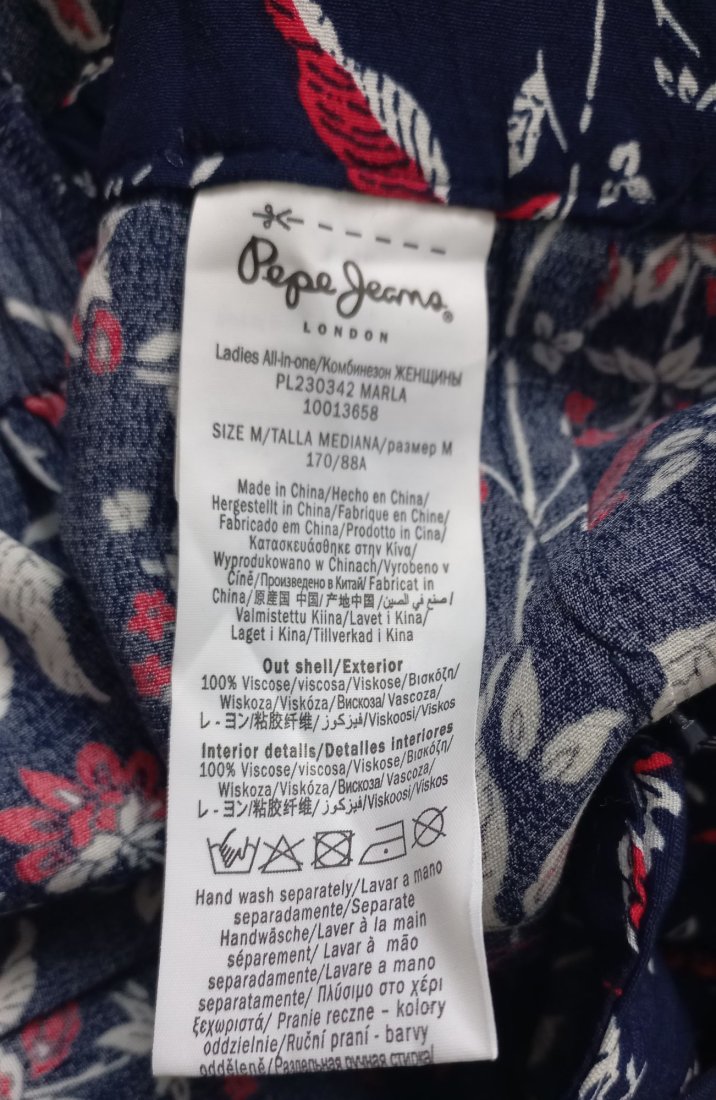 Pepe Jeans®
LONDON
Ladies All-in-one/Комбинезон ЖЕНЩИНЫ
PL230342 MARLA
10013658
SIZE M/TALLA MEDIANA/размер M
170/88A
Made in China/Hecho en China/
Hergestellt in China/Fabrique en Chine/
Fabricado em China/Prodotto in Cina/
Κατασκευάσθηκε στην Κίνα/
Wyprodukowano w Chinach/Vyrobeno v
Číně/Произведено в Китай/Fabricat in
China/原産国 中国/产地中国/صنع في الصين/
Valmistettu Kiina/Lavet i Kina/
Laget i Kina/Tillverkad i Kina
Out shell/Exterior
100% Viscose/viscosa/Viskose/Βισκόζη/
Wiskoza/Viskóza/Вискоза/Vascoza/
レ-ヨン/粘胶纤维/فيزكوز/Viskoosi/Viskos
Interior details/Detalles Interiores
100% Viscose/viscosa/Viskose/Βισκόζη/
Wiskoza/Viskóza/Вискоза/Vascoza/
レ-ヨン/粘胶纤维/فيزكوز/Viskoosi/Viskos
Hand wash separately/Lavar a mano
separadamente/Separate
Handwäsche/Laver à la main
séparement/Lavar à mão
separadamente/Lavare a mano
separatamente/Πλύσιμο στο χέρι
ξεχωριστά/Pranie reczne – kolory
oddzielnie/Ruční praní - barvy
odděleně/Раздельная ручная стирка/